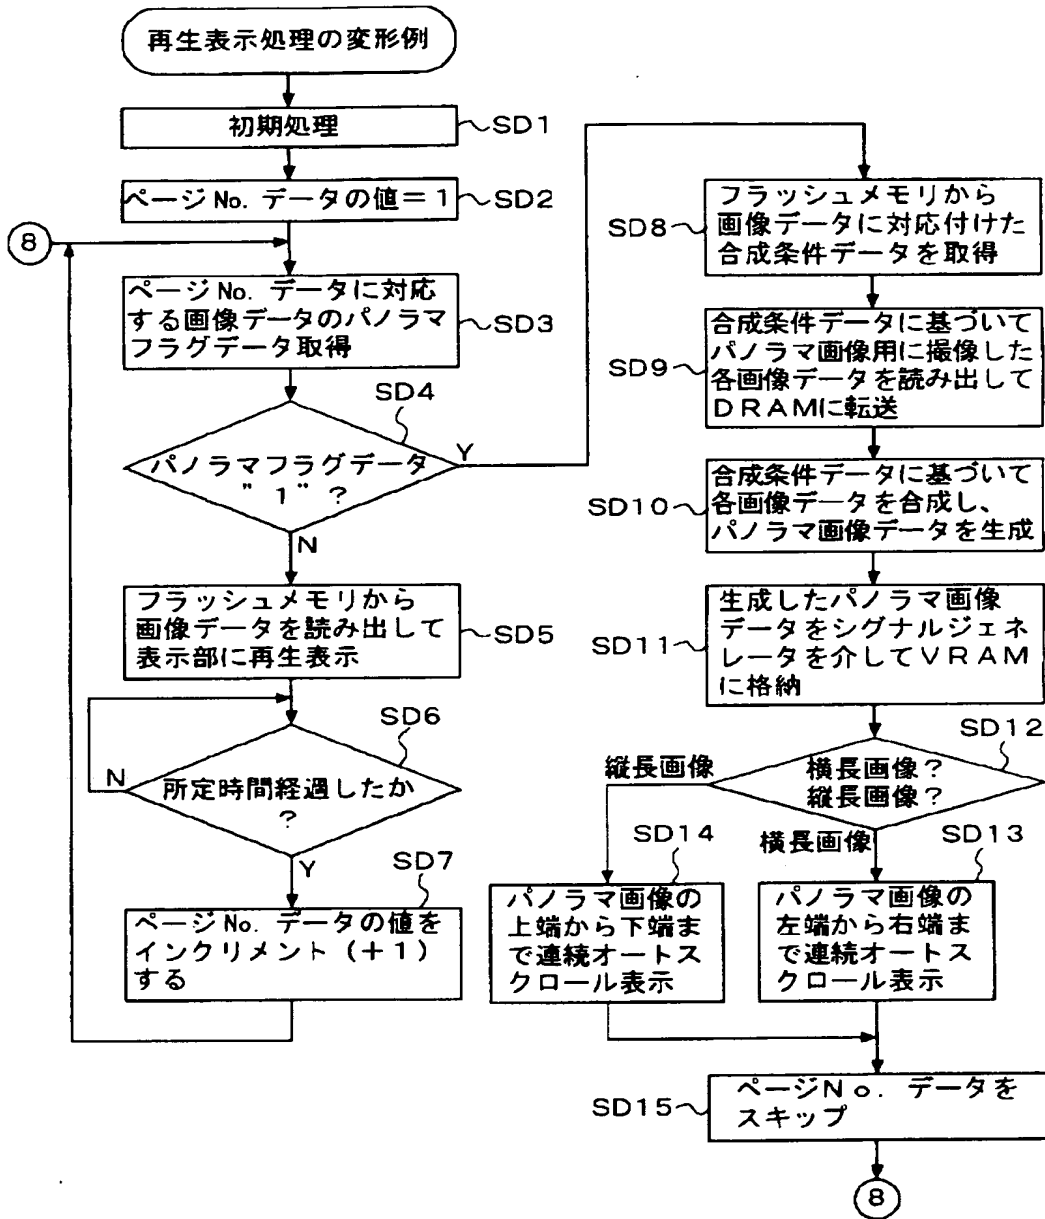 再生表示処理の変形例
初期処理
SD1
ページNo. データの値=1
SD2
8
ページNo. データに対応
する画像データのパノラマ
フラグデータ取得
SD3
SD4
パノラマフラグデータ
"1"?
Y
N
フラッシュメモリから
画像データを読み出して
表示部に再生表示
SD5
SD6
所定時間経過したか
?
N
Y
SD7
ページNo. データの値を
インクリメント(+1)
する
フラッシュメモリから
画像データに対応付けた
合成条件データを取得
SD8
合成条件データに基づいて
パノラマ画像用に撮像した
各画像データを読み出して
DRAMに転送
SD9
合成条件データに基づいて
各画像データを合成し、
パノラマ画像データを生成
SD10
生成したパノラマ画像
データをシグナルジェネ
レータを介してVRAM
に格納
SD11
SD12
横長画像?
縦長画像?
縦長画像
横長画像
SD14
パノラマ画像の
上端から下端ま
で連続オートス
クロール表示
SD13
パノラマ画像の
左端から右端ま
で連続オートス
クロール表示
SD15
ページNo. データを
スキップ
8